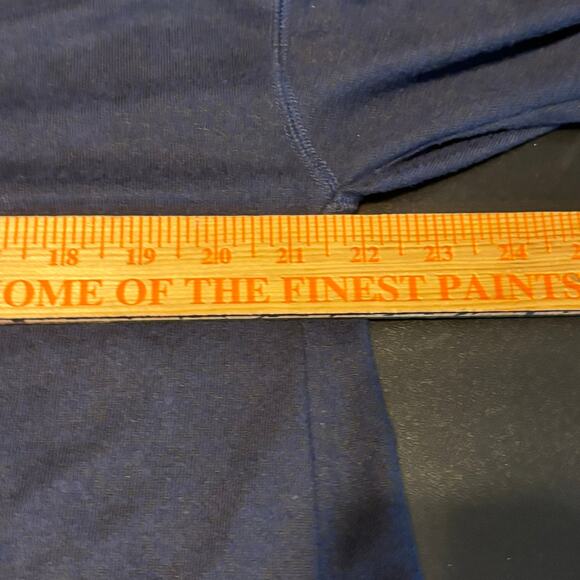 18 19 20 21 22 23 24
OME OF THE FINEST PAINTS